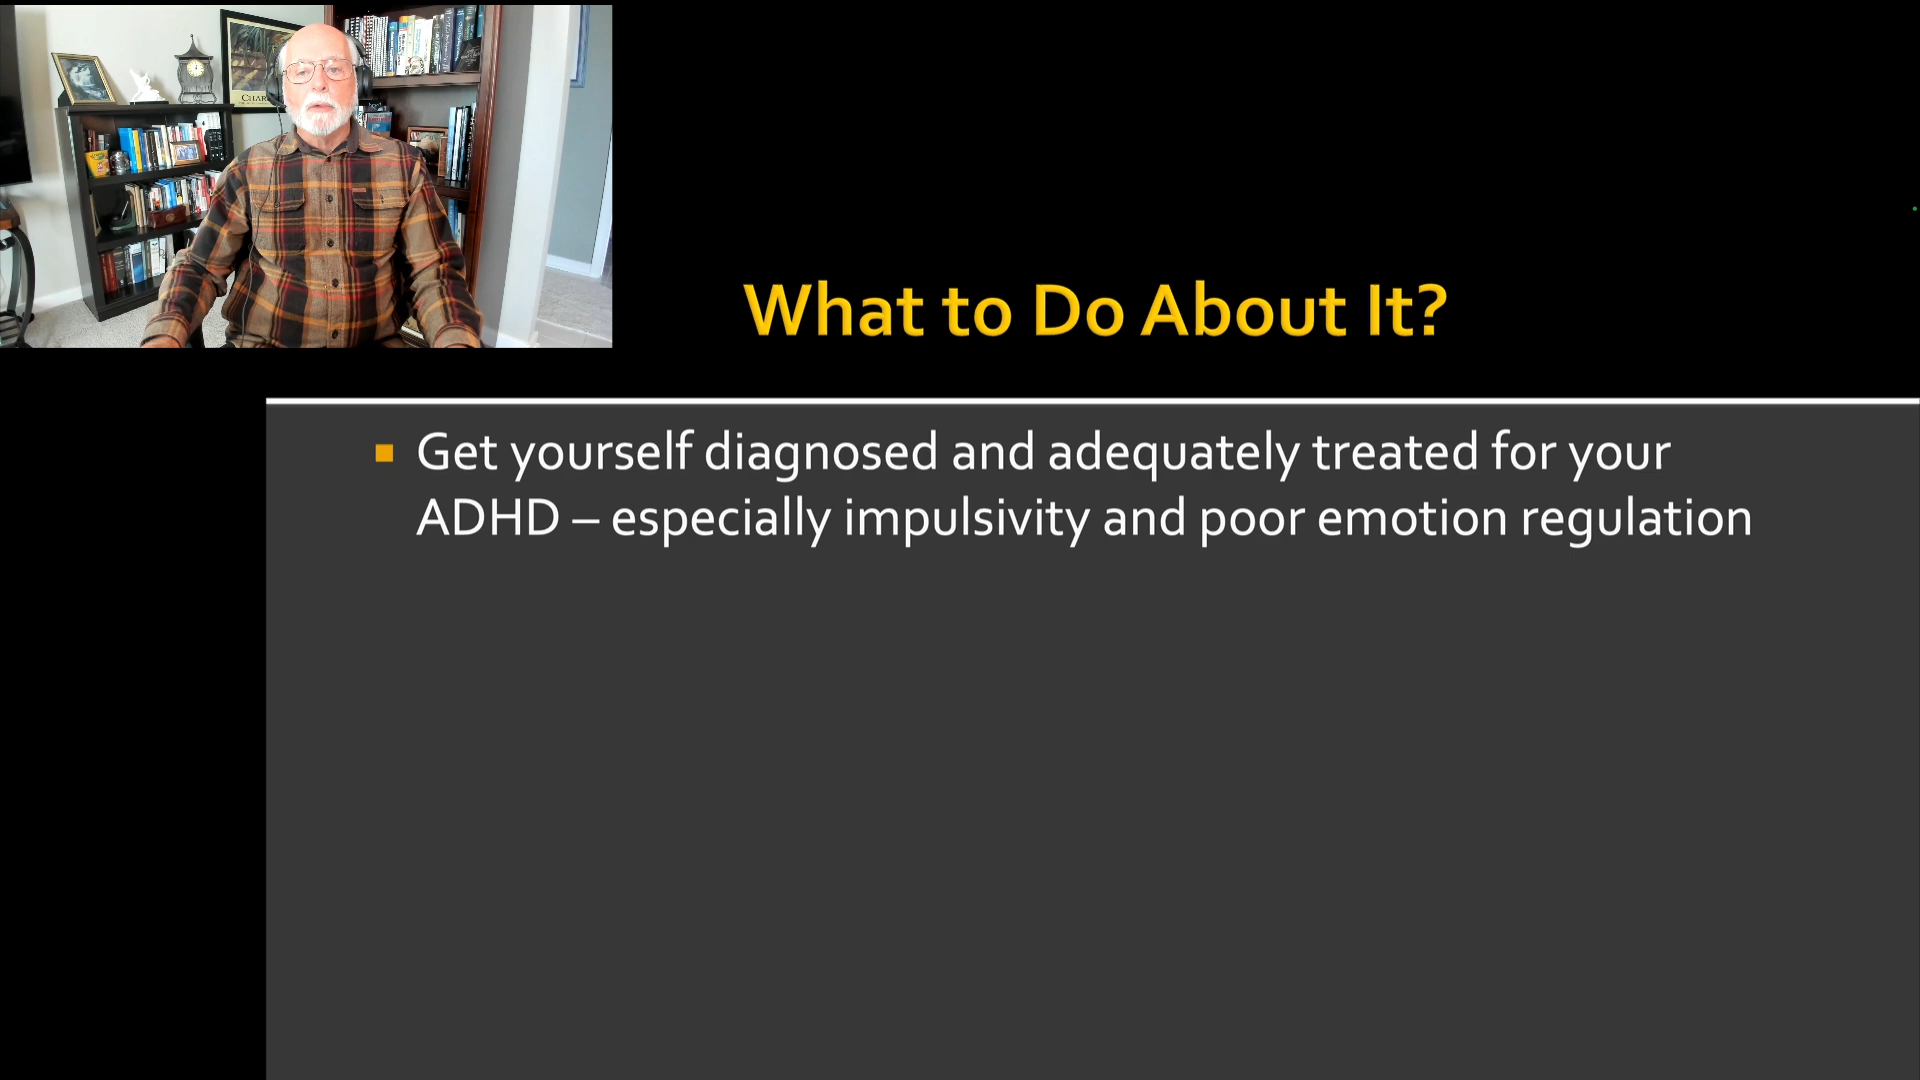 What to Do About It?
Get yourself diagnosed and adequately treated for your
ADHD – especially impulsivity and poor emotion regulation